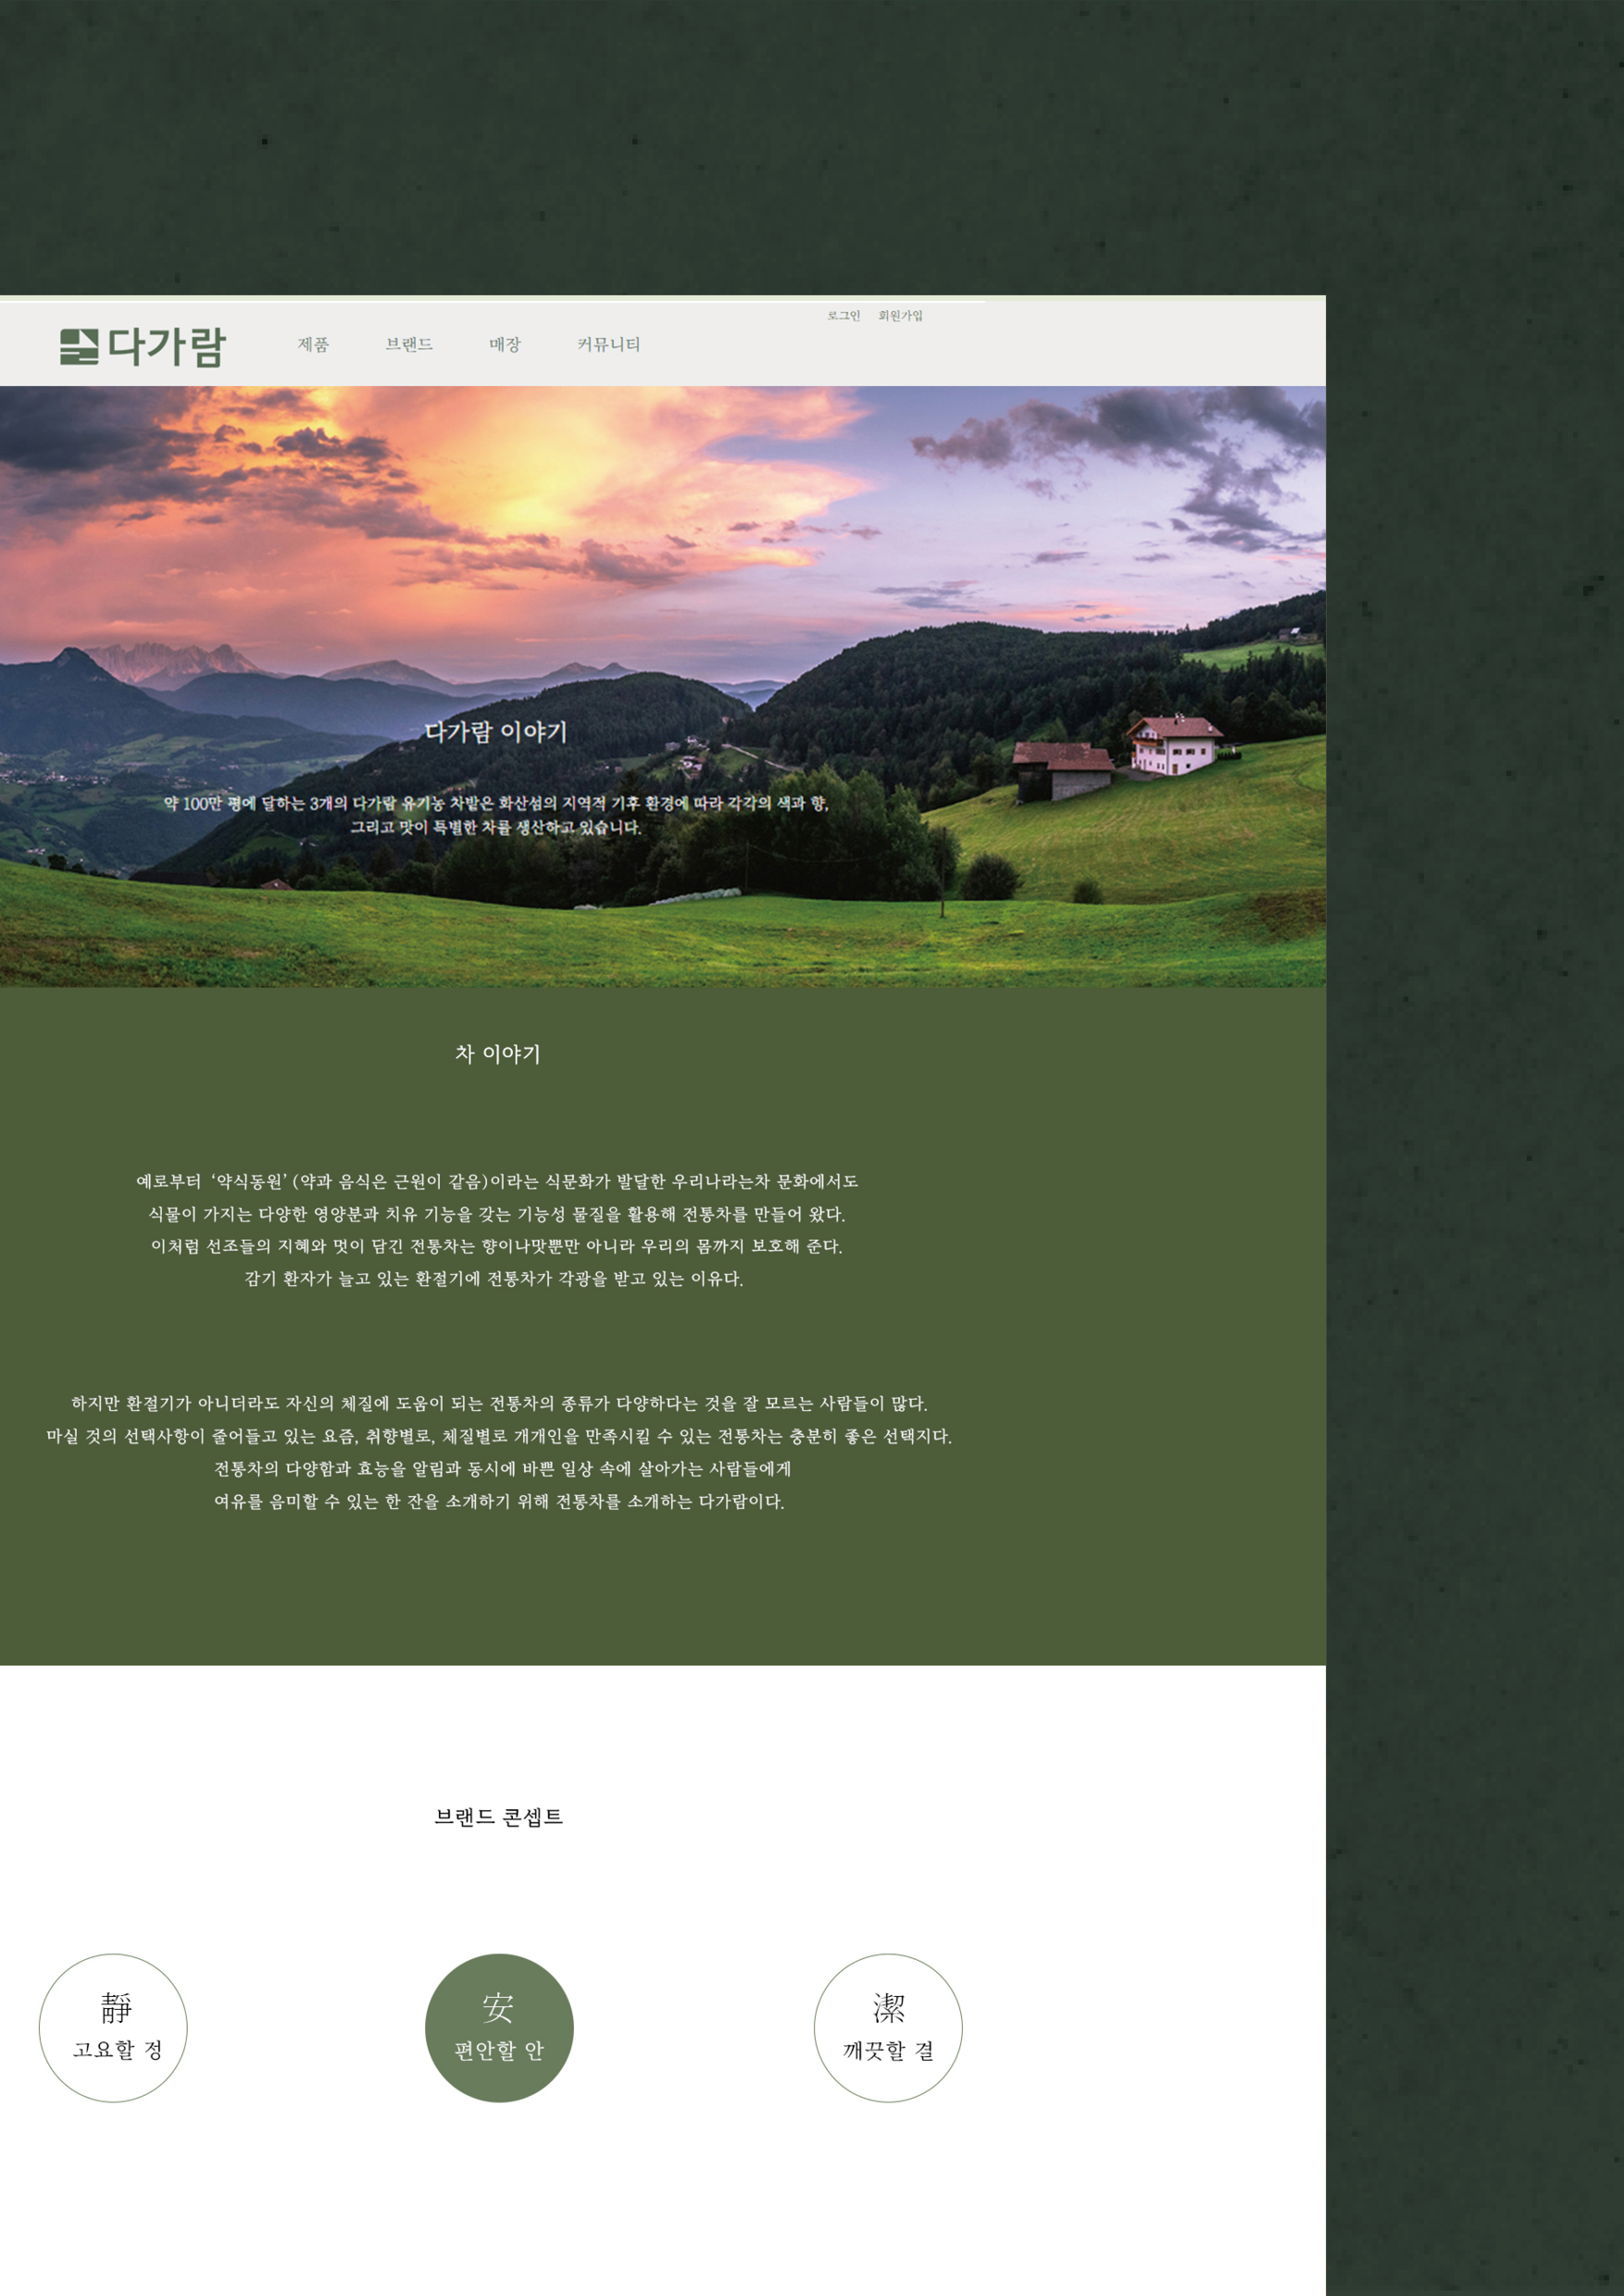 로그인 회원가입
다가람 제품 브랜드 매장 커뮤니티
다가람 이야기
약 100만 평에 달하는 3개의 다가람 유기농 차밭은 화산섬의 지역적 기후 환경에 따라 각각의 색과 향,
그리고 맛이 특별한 차를 생산하고 있습니다.
차 이야기
예로부터 ‘약식동원’ (약과 음식은 근원이 같음)이라는 식문화가 발달한 우리나라는차 문화에서도
식물이 가지는 다양한 영양분과 치유 기능을 갖는 기능성 물질을 활용해 전통차를 만들어 왔다.
이처럼 선조들의 지혜와 멋이 담긴 전통차는 향이나맛뿐만 아니라 우리의 몸까지 보호해 준다.
감기 환자가 늘고 있는 환절기에 전통차가 각광을 받고 있는 이유다.
하지만 환절기가 아니더라도 자신의 체질에 도움이 되는 전통차의 종류가 다양하다는 것을 잘 모르는 사람들이 많다.
마실 것의 선택사항이 줄어들고 있는 요즘, 취향별로, 체질별로 개개인을 만족시킬 수 있는 전통차는 충분히 좋은 선택지다.
전통차의 다양함과 효능을 알림과 동시에 바쁜 일상 속에 살아가는 사람들에게
여유를 음미할 수 있는 한 잔을 소개하기 위해 전통차를 소개하는 다가람이다.
브랜드 콘셉트
靜
고요할 정
安
편안할 안
潔
깨끗할 결